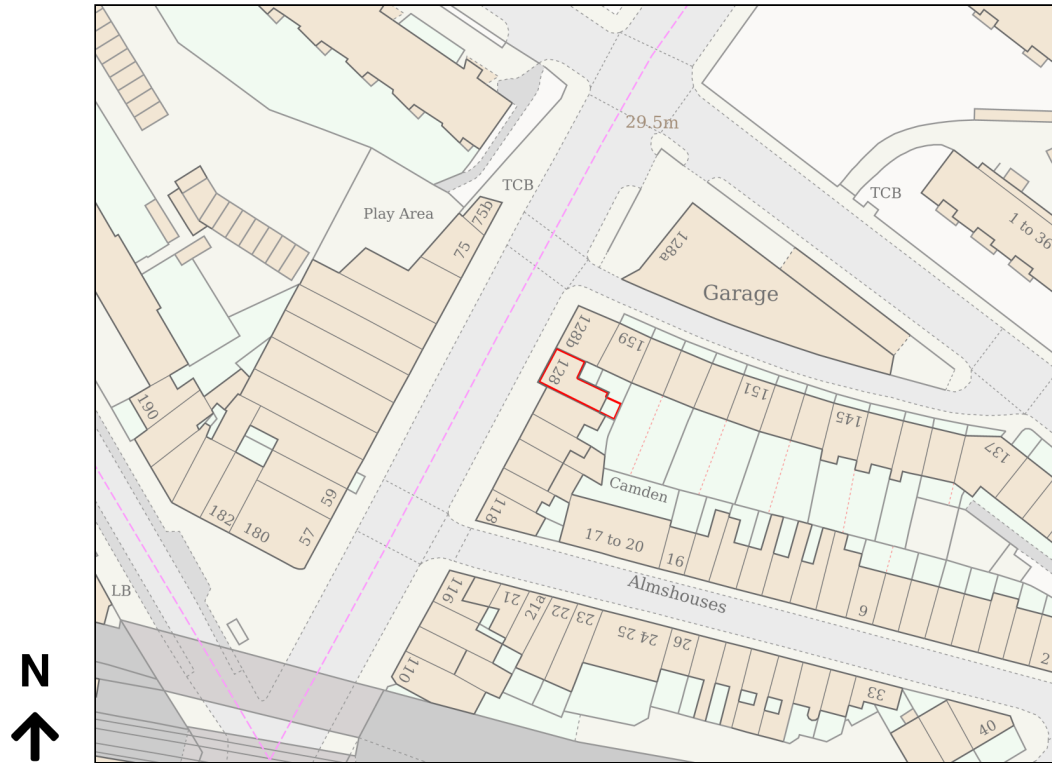 29.5m
TCB
TCB
75b
Play Area
1 to 36
75
128a
Garage
128b
159
128
151
190
145
137
Camden
59
118
182
180
57
17 to 20
16
Almshouses
LB
116
21
21a
22
23
25
24
26
9
2
110
33
40
N